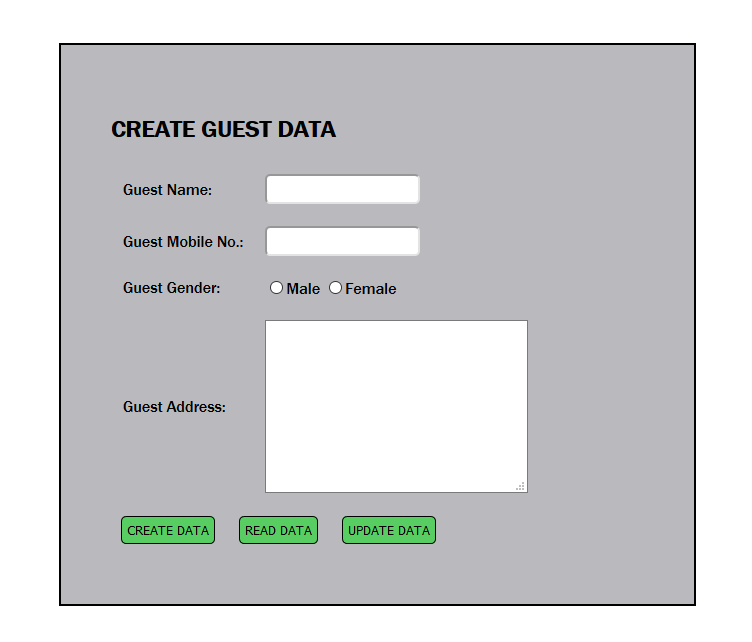 CREATE GUEST DATA
Guest Name:
Guest Mobile No.:
Guest Gender: Male Female
Guest Address:
CREATE DATA READ DATA UPDATE DATA